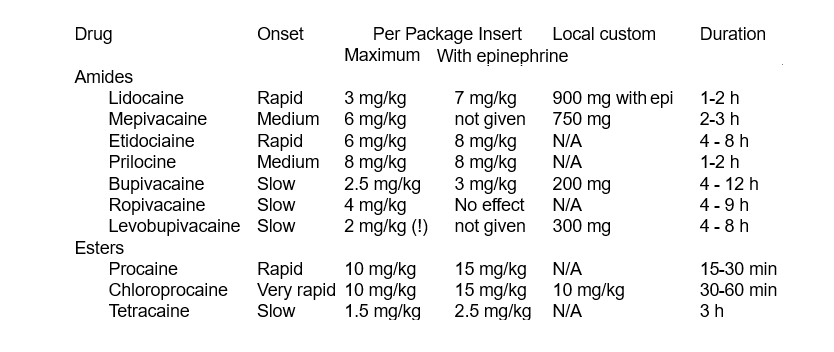 Drug Onset Per Package Insert Local custom Duration
Maximum With epinephrine
Amides
Lidocaine Rapid 3 mg/kg 7 mg/kg 900 mg with epi 1-2 h
Mepivacaine Medium 6 mg/kg not given 750 mg 2-3 h
Etidociaine Rapid 6 mg/kg 8 mg/kg N/A 4 - 8 h
Prilocine Medium 8 mg/kg 8 mg/kg N/A 1-2 h
Bupivacaine Slow 2.5 mg/kg 3 mg/kg 200 mg 4 - 12 h
Ropivacaine Slow 4 mg/kg No effect N/A 4 - 9 h
Levobupivacaine Slow 2 mg/kg (!) not given 300 mg 4 - 8 h
Esters
Procaine Rapid 10 mg/kg 15 mg/kg N/A 15-30 min
Chloroprocaine Very rapid 10 mg/kg 15 mg/kg 10 mg/kg 30-60 min
Tetracaine Slow 1.5 mg/kg 2.5 mg/kg N/A 3 h